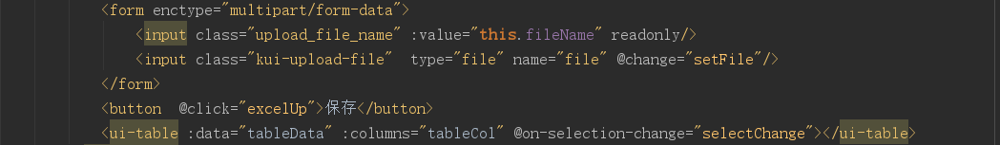 <form enctype="multipart/form-data">
<input class="upload_file_name" :value="this.fileName" readonly/>
<input class="kui-upload-file"  type="file" name="file" @change="setFile"/>
</form>
<button  @click="excelUp">保存</button>
<ui-table :data="tableData" :columns="tableCol" @on-selection-change="selectChange"></ui-table>